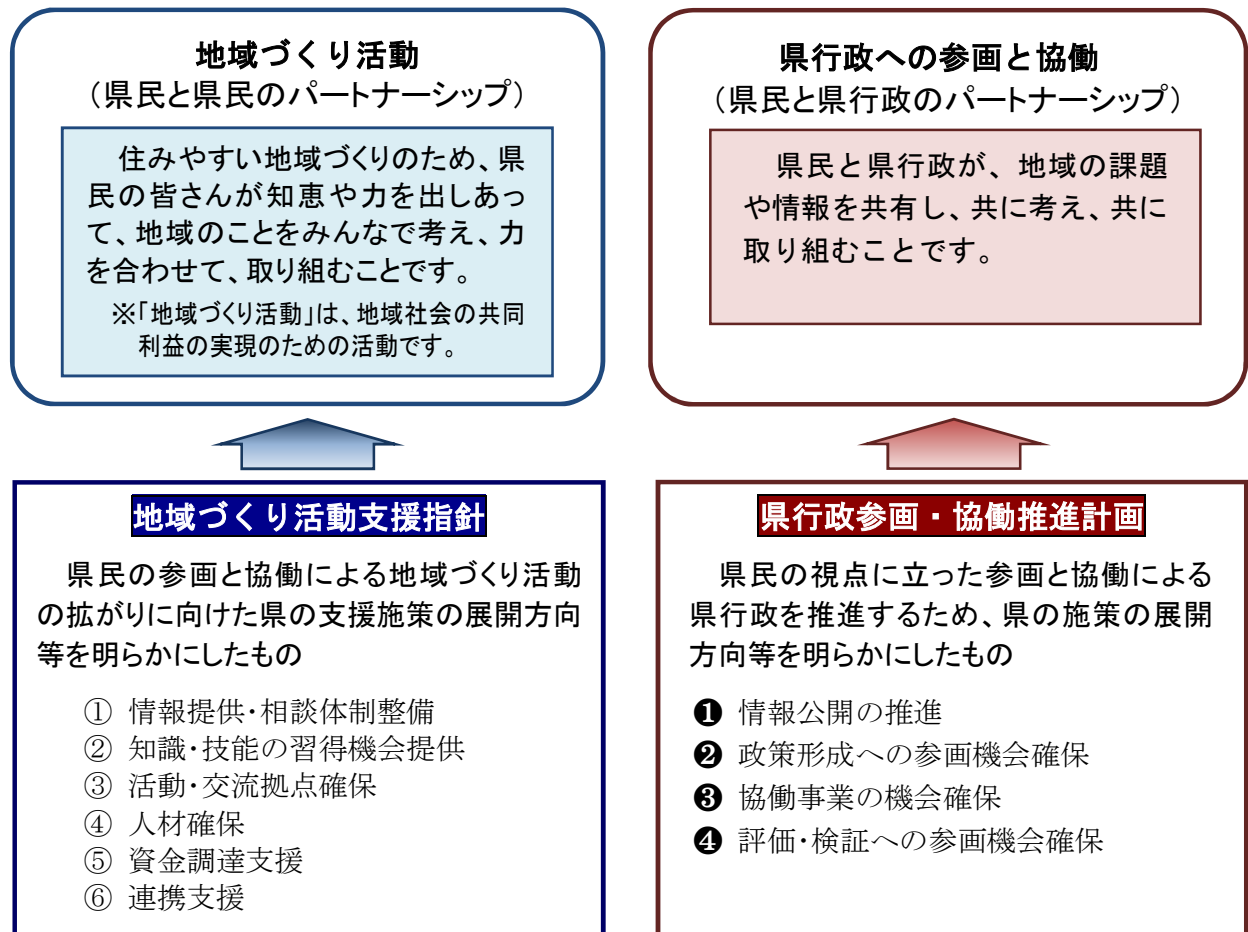 地域づくり活動
（県民と県民のパートナーシップ）
住みやすい地域づくりのため、県
民の皆さんが知恵や力を出しあっ
て、地域のことをみんなで考え、力
を合わせて、取り組むことです。
※「地域づくり活動」は、地域社会の共同
利益の実現のための活動です。
地域づくり活動支援指針
県民の参画と協働による地域づくり活動
の拡がりに向けた県の支援施策の展開方向
等を明らかにしたもの
① 情報提供・相談体制整備
② 知識・技能の習得機会提供
③ 活動・交流拠点確保
④ 人材確保
⑤ 資金調達支援
⑥ 連携支援
県行政への参画と協働
（県民と県行政のパートナーシップ）
県民と県行政が、地域の課題
や情報を共有し、共に考え、共に
取り組むことです。
県行政参画・協働推進計画
県民の視点に立った参画と協働による
県行政を推進するため、県の施策の展開
方向等を明らかにしたもの
❶ 情報公開の推進
❷ 政策形成への参画機会確保
❸ 協働事業の機会確保
❹ 評価・検証への参画機会確保